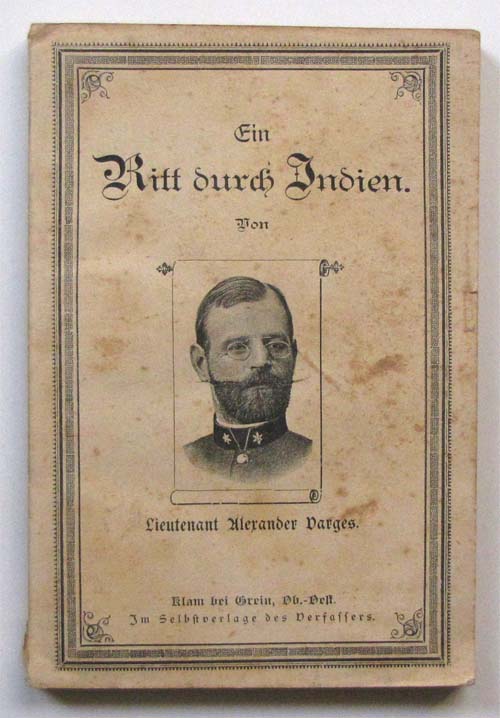 Ein
Ritt durch Indien.
Von
Lieutenant Alexander Varges.
Klam bei Grein, Ob.-Oest.
Im Selbstverlage des Verfassers.